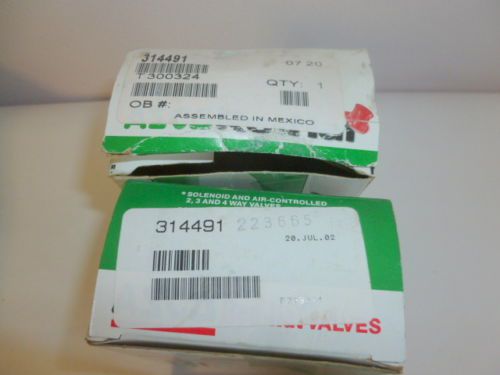 314491
07 20
T 300324
QTY: 1
OB #:
ASSEMBLED IN MEXICO
* SOLENOID AND AIR-CONTROLLED
2, 3 AND 4 WAY VALVES
314491 223665
20.JUL.02
VALVES